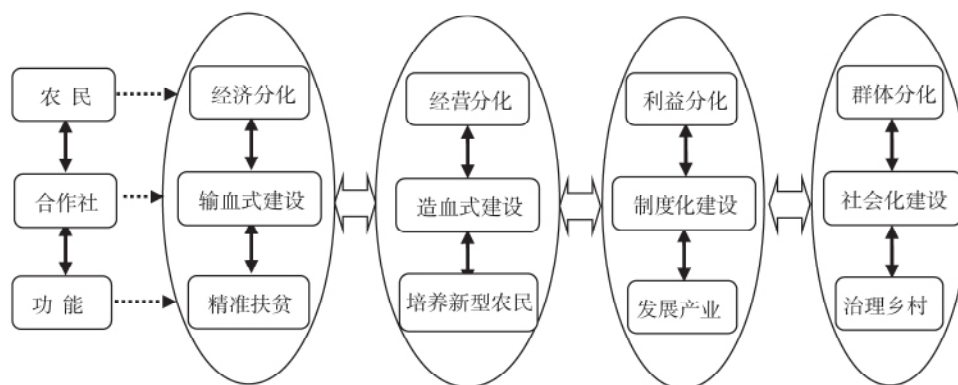 农 民
经济分化
经营分化
利益分化
群体分化
合作社
输血式建设
造血式建设
制度化建设
社会化建设
功 能
精准扶贫
培养新型农民
发展产业
治理乡村